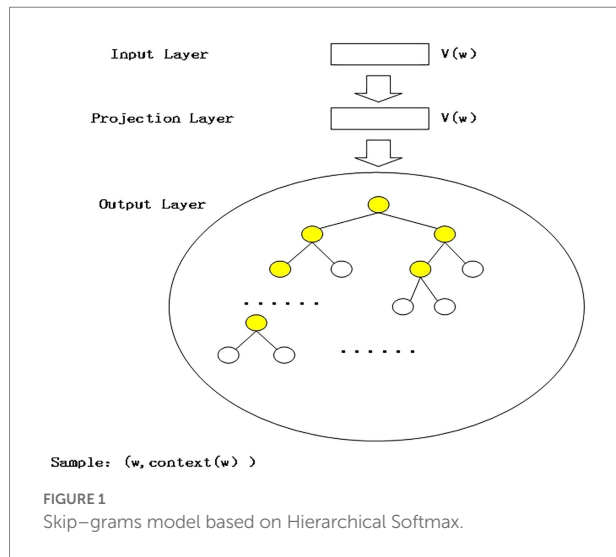 Input Layer V(w)
Projection Layer V(w)
Output Layer
. . . . . .
. . . . . .
Sample: (w,context(w) )
FIGURE 1
Skip–grams model based on Hierarchical Softmax.